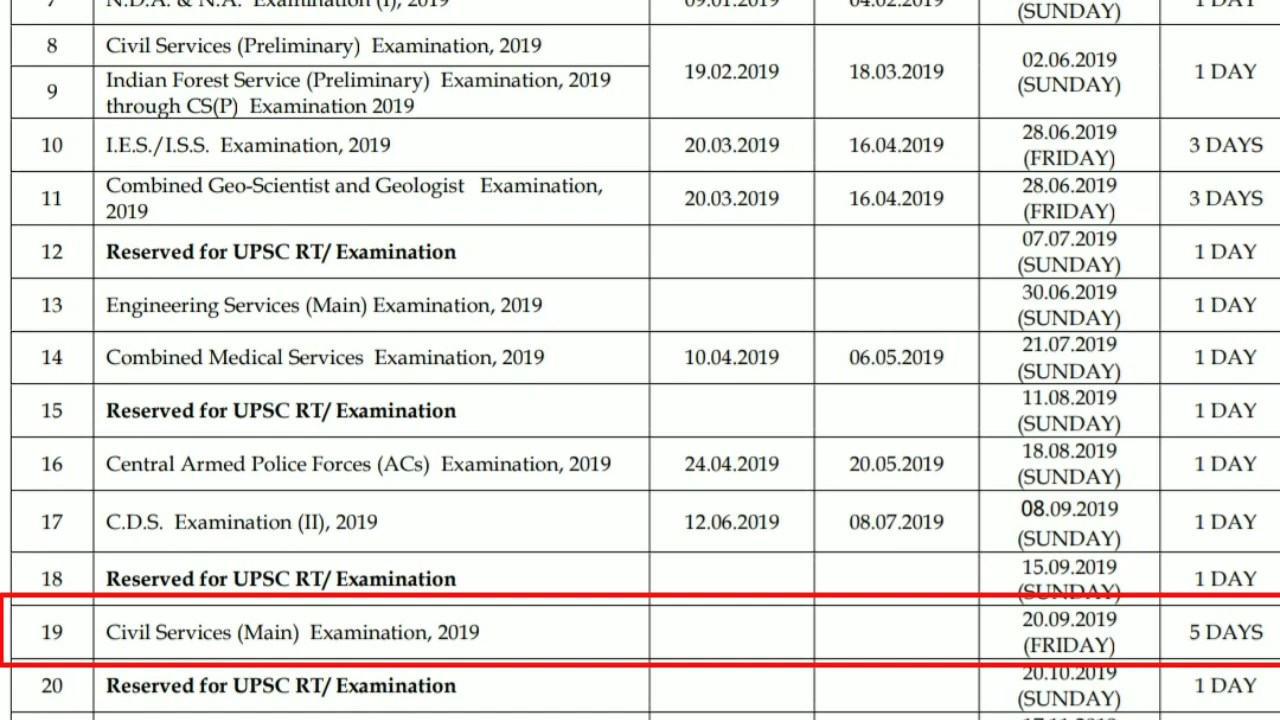 7 N.D.A. & N.A. Examination (I), 2019 09.01.2019 04.02.2019 (SUNDAY) 1 DAY
8 Civil Services (Preliminary) Examination, 2019
19.02.2019 18.03.2019 02.06.2019 (SUNDAY) 1 DAY
9 Indian Forest Service (Preliminary) Examination, 2019
through CS(P) Examination 2019
10 I.E.S./I.S.S. Examination, 2019 20.03.2019 16.04.2019 28.06.2019 (FRIDAY) 3 DAYS
11 Combined Geo-Scientist and Geologist Examination,
2019 20.03.2019 16.04.2019 28.06.2019 (FRIDAY) 3 DAYS
12 Reserved for UPSC RT/ Examination 07.07.2019 (SUNDAY) 1 DAY
13 Engineering Services (Main) Examination, 2019 30.06.2019 (SUNDAY) 1 DAY
14 Combined Medical Services Examination, 2019 10.04.2019 06.05.2019 21.07.2019 (SUNDAY) 1 DAY
15 Reserved for UPSC RT/ Examination 11.08.2019 (SUNDAY) 1 DAY
16 Central Armed Police Forces (ACs) Examination, 2019 24.04.2019 20.05.2019 18.08.2019 (SUNDAY) 1 DAY
17 C.D.S. Examination (II), 2019 12.06.2019 08.07.2019 08.09.2019 (SUNDAY) 1 DAY
18 Reserved for UPSC RT/ Examination 15.09.2019 (SUNDAY) 1 DAY
19 Civil Services (Main) Examination, 2019 20.09.2019 (FRIDAY) 5 DAYS
20 Reserved for UPSC RT/ Examination 20.10.2019 (SUNDAY) 1 DAY